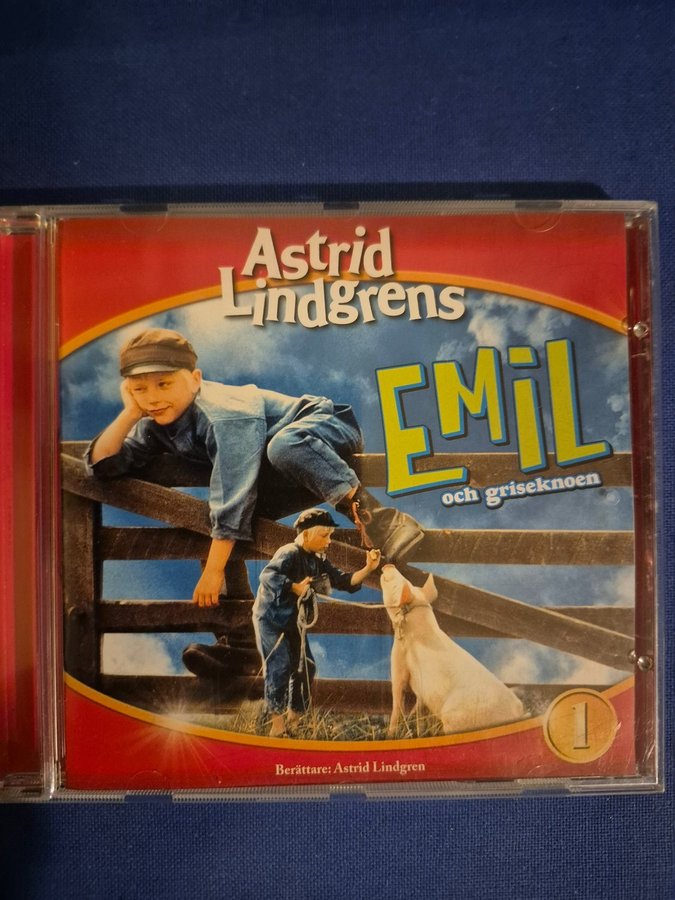 Astrid
Lindgrens
EMiL
och griseknoen
1
Berättare: Astrid Lindgren